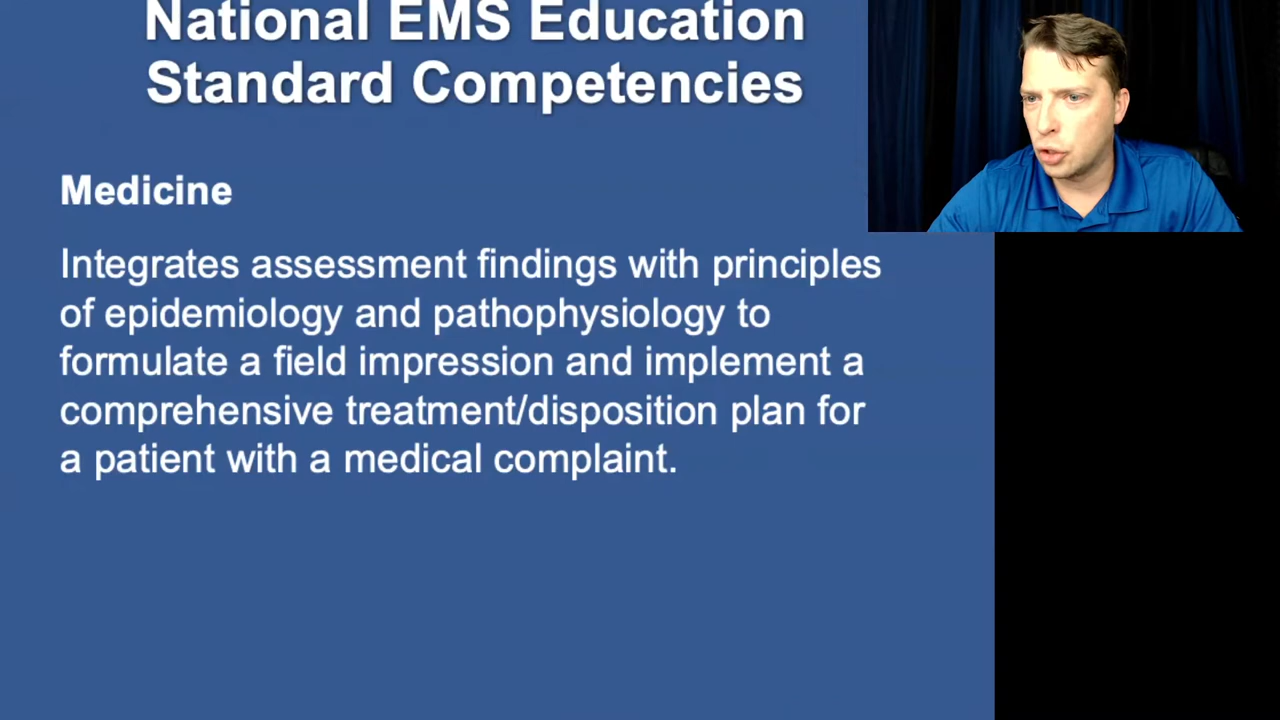 National EMS Education
Standard Competencies
Medicine
Integrates assessment findings with principles
of epidemiology and pathophysiology to
formulate a field impression and implement a
comprehensive treatment/disposition plan for
a patient with a medical complaint.